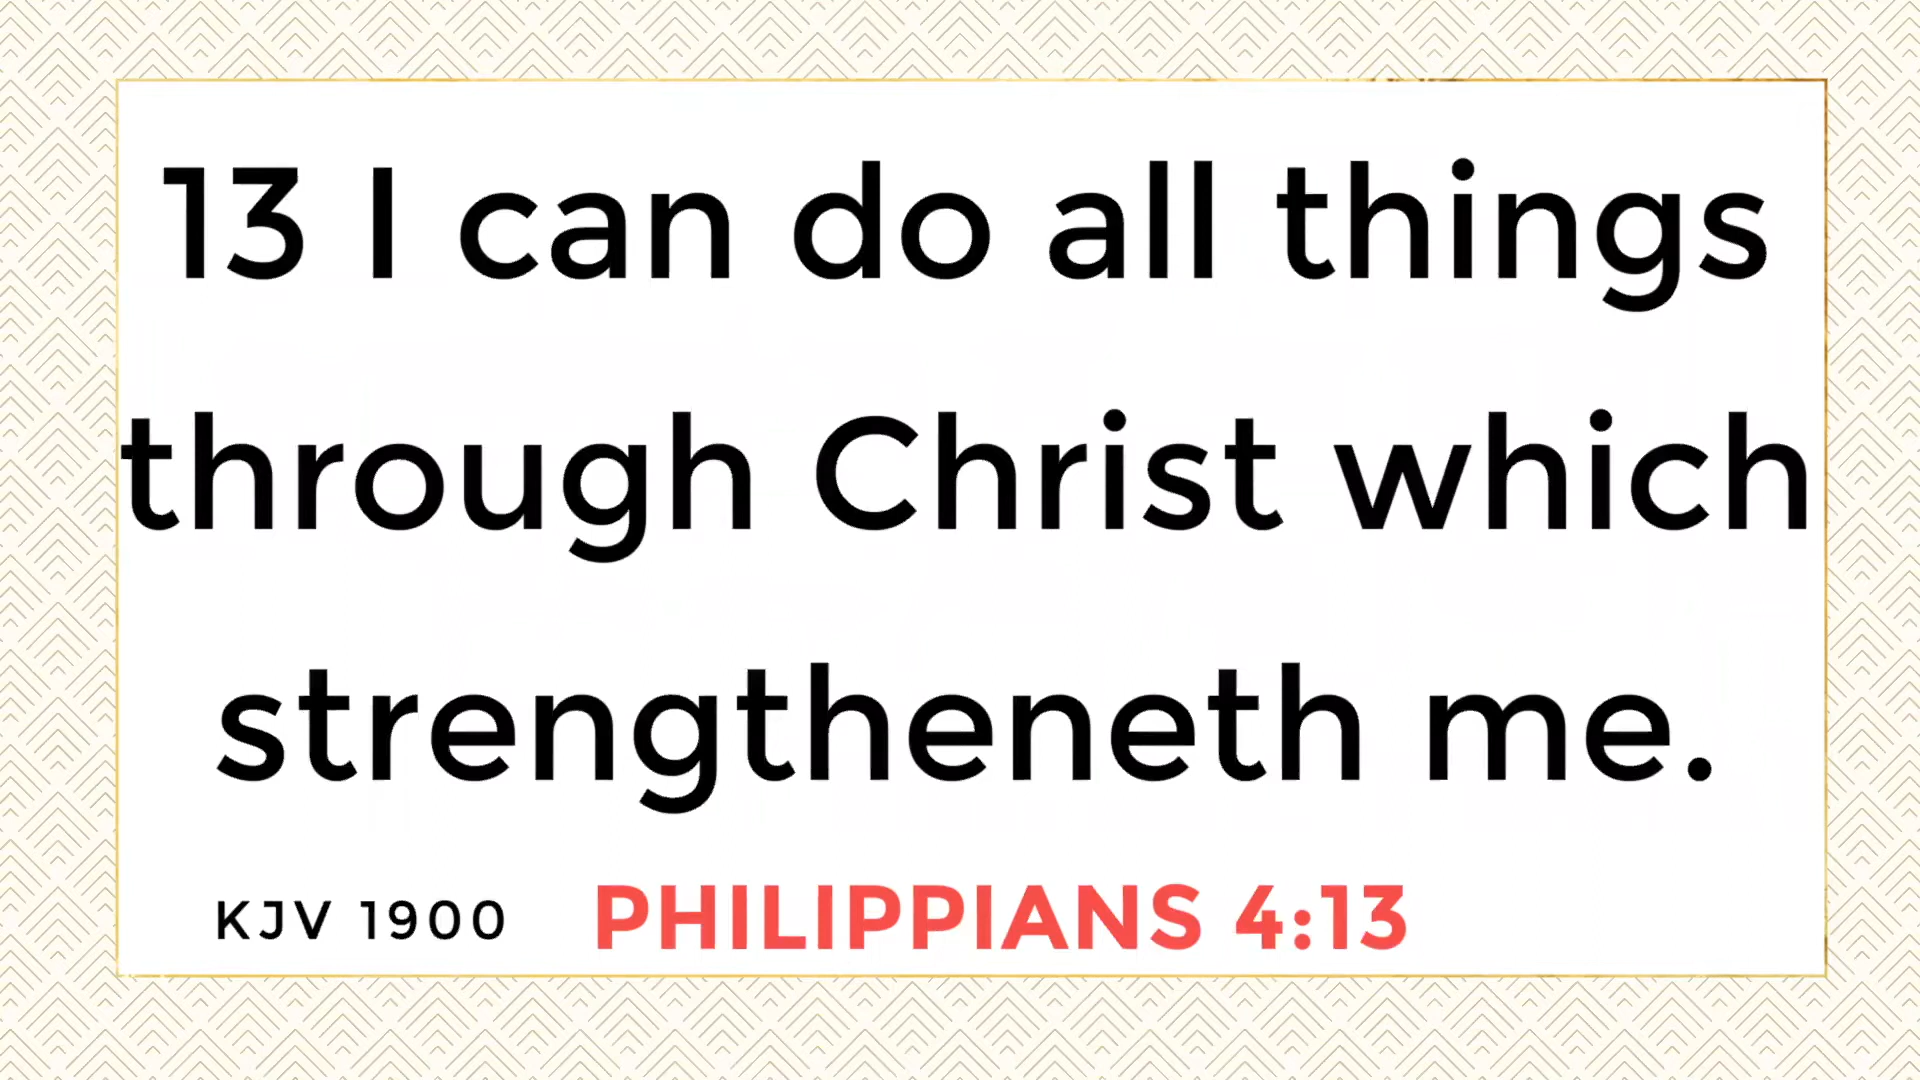 13 I can do all things
through Christ which
strengtheneth me.
KJV 1900 PHILIPPIANS 4:13